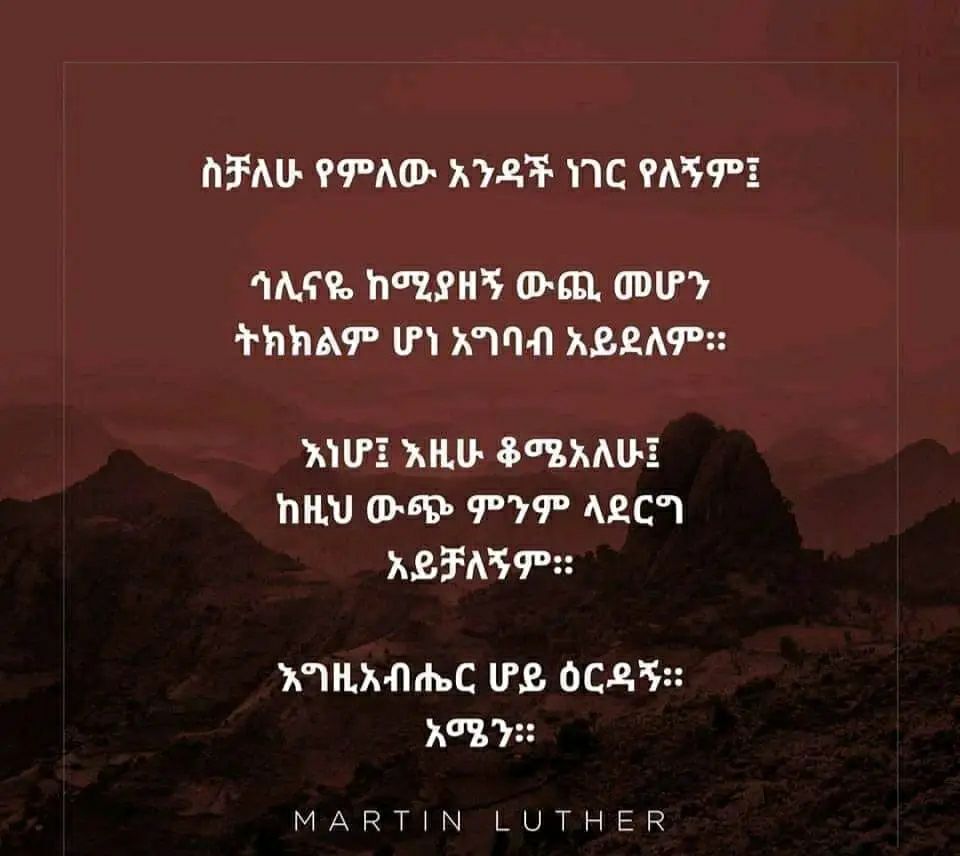 ስቻለሁ የምለው አንዳች ነገር የለኝም፤
ኅሊናዬ ከሚያዘኝ ውጪ መሆን
ትክክልም ሆነ አግባብ አይደለም።
እነሆ፤ እዚሁ ቆሜአለሁ፤
ከዚህ ውጭ ምንም ላደርግ
አይቻለኝም።
እግዚአብሔር ሆይ ዕርዳኝ።
አሜን።
MARTIN LUTHER